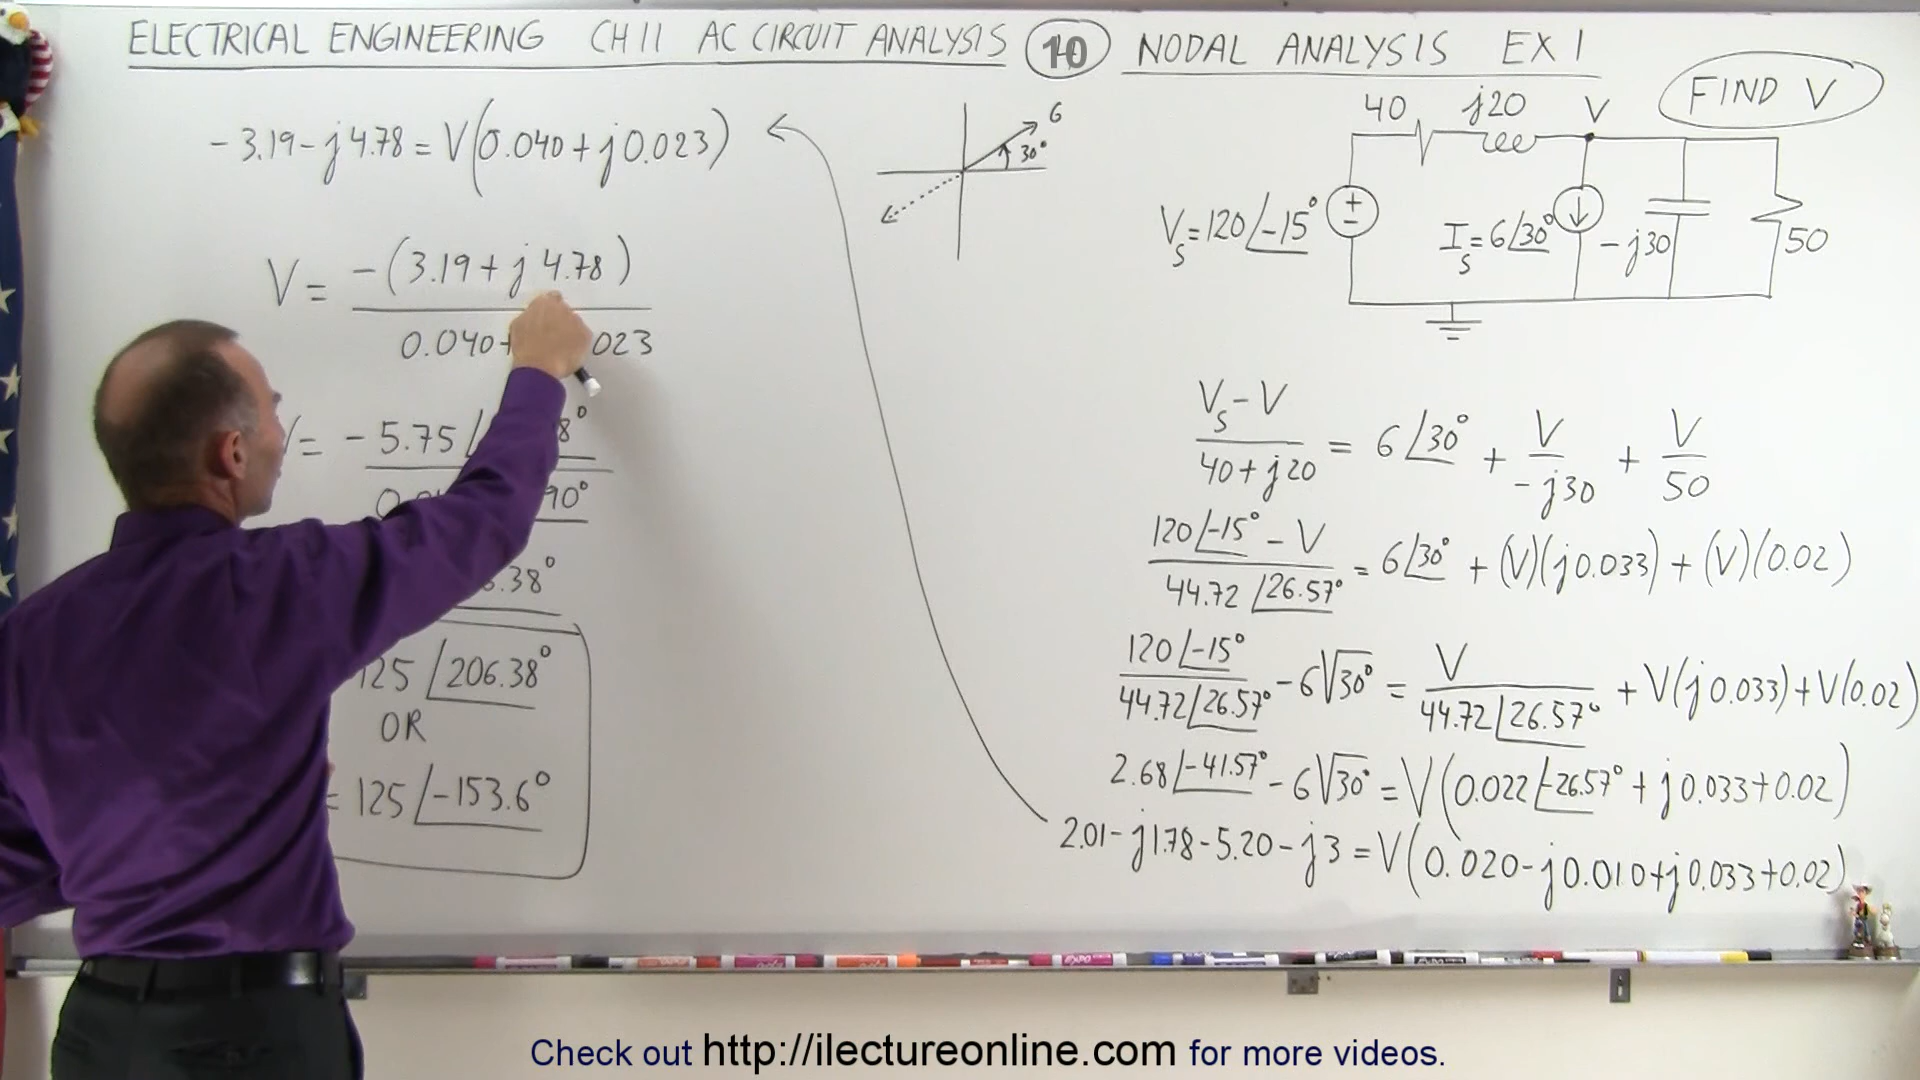 ELECTRICAL ENGINEERING CH 11 AC CIRCUIT ANALYSIS 10 NODAL ANALYSIS EX 1
FIND V
-3.19-j4.78=V(0.040+j0.023)
V= -(3.19+j4.78)
0.040+ 023
= -5.75 8°
90°
.38°
125 ∠206.38°
OR
= 125 ∠-153.6°
6
30°
40 j20 V
Vs=120∠-15°
+
-
Is=6∠30°
-j30
50
Vs-V / 40+j20 = 6∠30° + V/-j30 + V/50
120∠-15° - V / 44.72∠26.57° = 6∠30° + (V)(j0.033)+(V)(0.02)
120∠-15° / 44.72∠26.57° - 6√30° = V / 44.72∠26.57° + V(j0.033)+V(0.02)
2.68∠-41.57° - 6√30° = V(0.022∠-26.57° + j0.033+0.02)
2.01-j1.78-5.20-j3=V(0.020-j0.010+j0.033+0.02)
Check out http://ilectureonline.com for more videos.